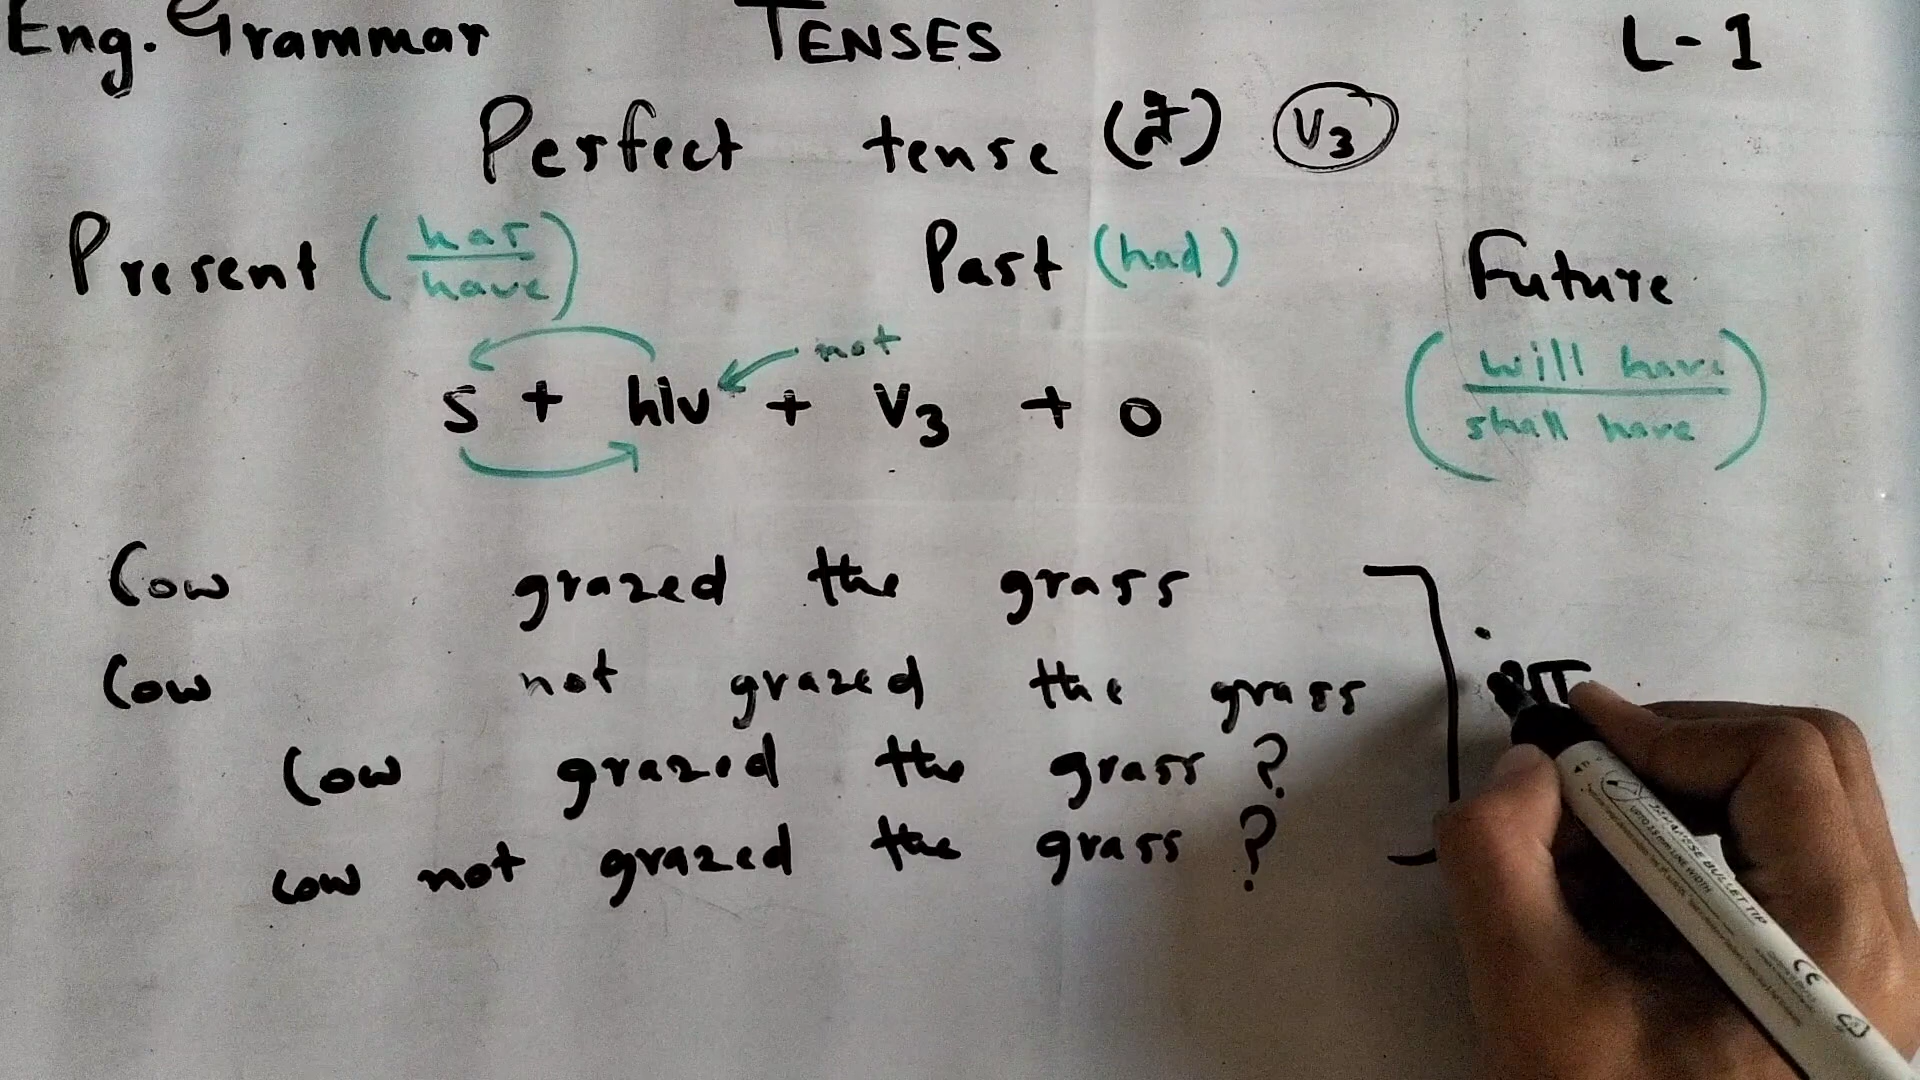 Eng. Grammar TENSES L-1
Perfect tense (ने) V3
Present (has/have) Past (had) Future
(will have/shall have)
not
S + hlv + V3 + O
Cow grazed the grass
Cow not grazed the grass
Cow grazed the grass ?
cow not grazed the grass ?